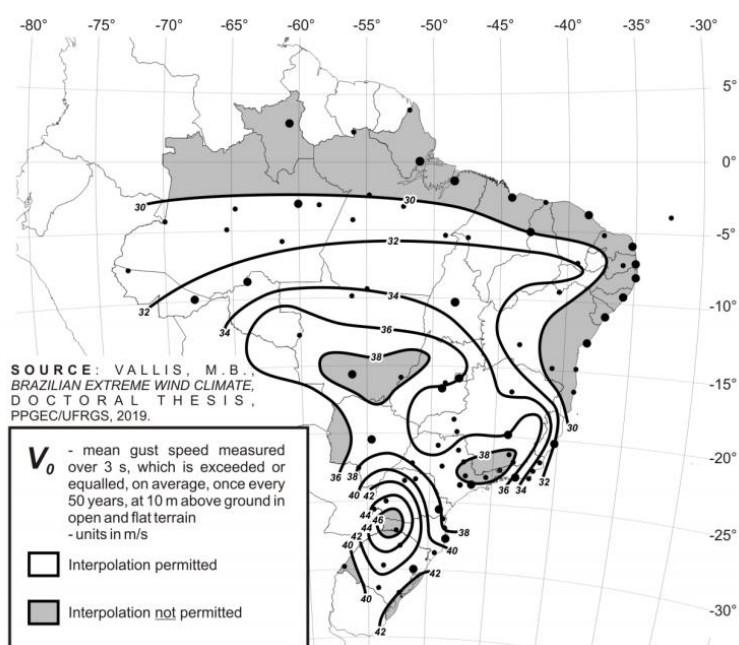 -80° -75° -70° -65° -60° -55° -50° -45° -40° -35° -30°
5°
0°
-5°
-10°
-15°
-20°
-25°
-30°
30
30
32
32
34
34
36
38
30
38
36
34
32
36
38
40
42
44
46
44
42
40
38
40
42
40
42
SOURCE: VALLIS, M.B.,
BRAZILIAN EXTREME WIND CLIMATE,
DOCTORAL THESIS,
PPGEC/UFRGS, 2019.
V0 - mean gust speed measured
over 3 s, which is exceeded or
equalled, on average, once every
50 years, at 10 m above ground in
open and flat terrain
- units in m/s
Interpolation permitted
Interpolation not permitted